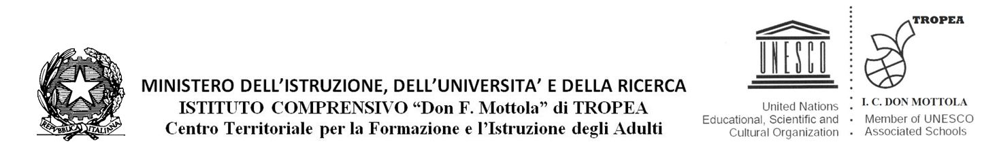 REPVBBLICA ITALIANA
MINISTERO DELL’ISTRUZIONE, DELL’UNIVERSITA’ E DELLA RICERCA
ISTITUTO COMPRENSIVO “Don F. Mottola” di TROPEA
Centro Territoriale per la Formazione e l’Istruzione degli Adulti
UNESCO
United Nations
Educational, Scientific and
Cultural Organization
TROPEA
I. C. DON MOTTOLA
Member of UNESCO
Associated Schools